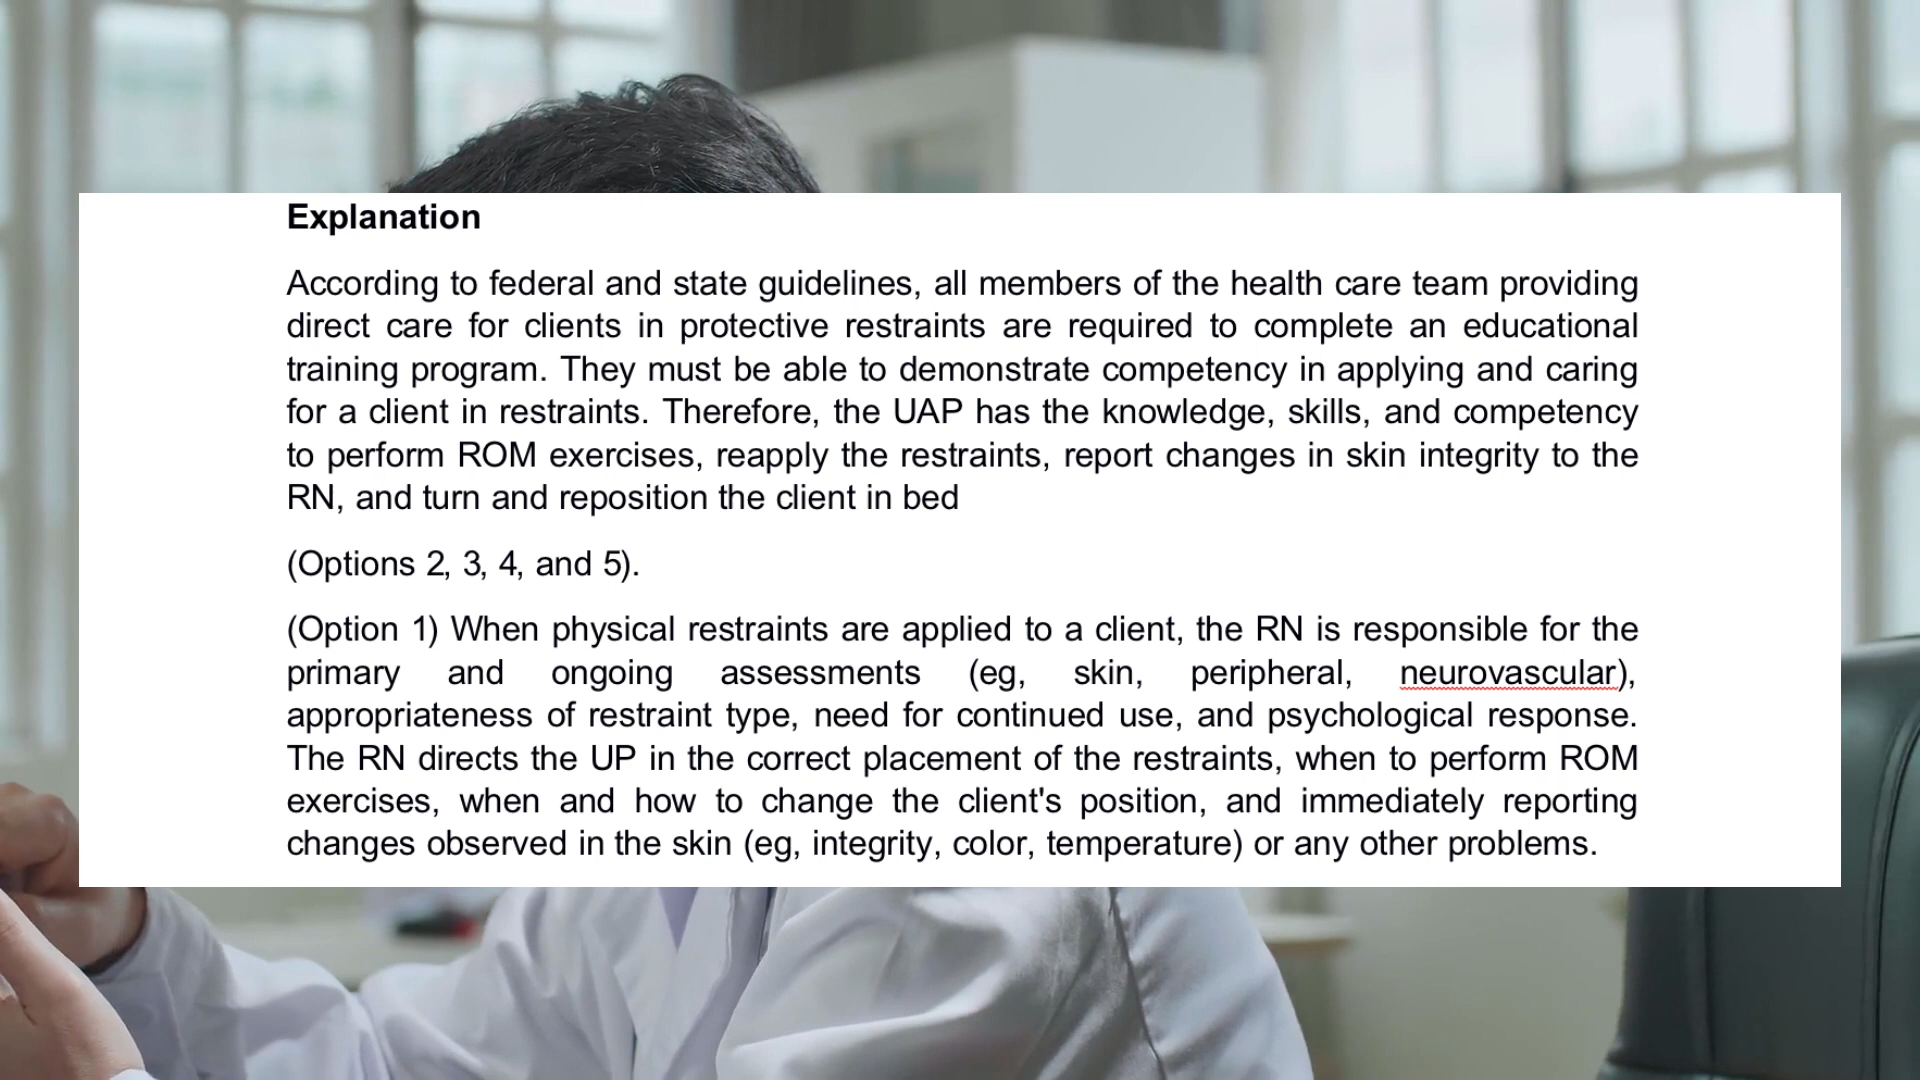 Explanation
According to federal and state guidelines, all members of the health care team providing
direct care for clients in protective restraints are required to complete an educational
training program. They must be able to demonstrate competency in applying and caring
for a client in restraints. Therefore, the UAP has the knowledge, skills, and competency
to perform ROM exercises, reapply the restraints, report changes in skin integrity to the
RN, and turn and reposition the client in bed
(Options 2, 3, 4, and 5).
(Option 1) When physical restraints are applied to a client, the RN is responsible for the
primary and ongoing assessments (eg, skin, peripheral, neurovascular),
appropriateness of restraint type, need for continued use, and psychological response.
The RN directs the UP in the correct placement of the restraints, when to perform ROM
exercises, when and how to change the client's position, and immediately reporting
changes observed in the skin (eg, integrity, color, temperature) or any other problems.